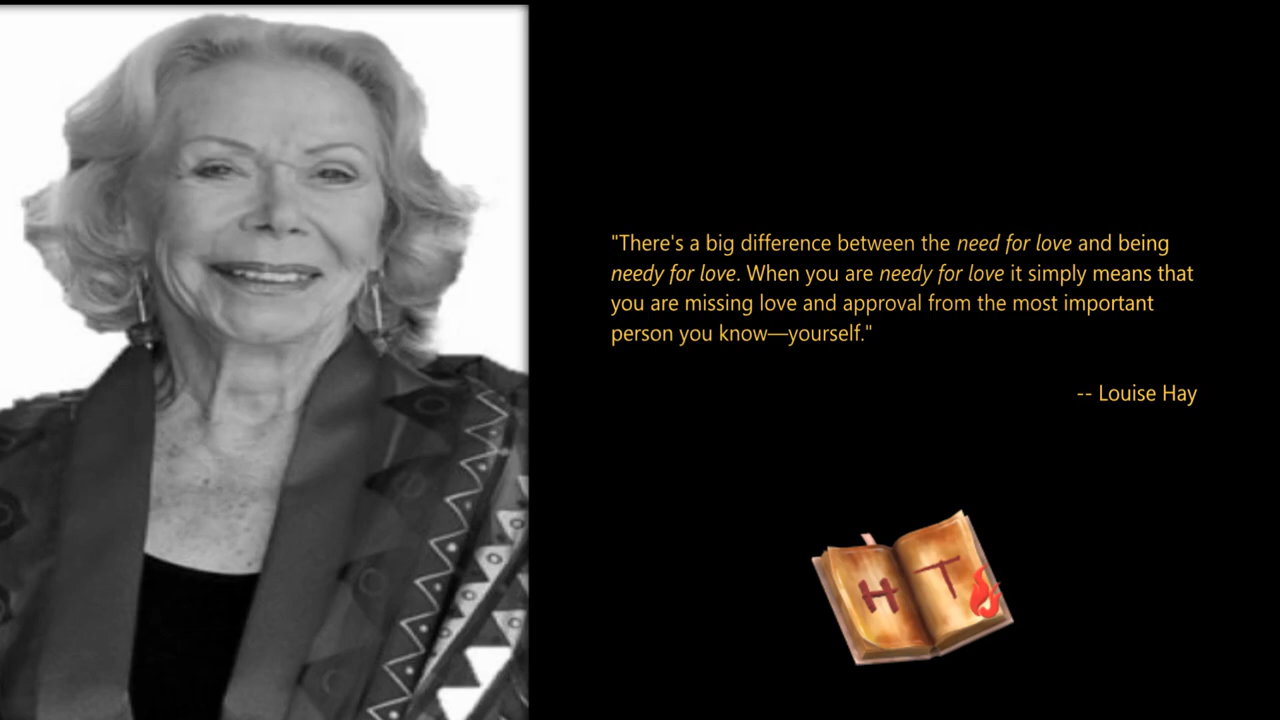 "There's a big difference between the need for love and being
needy for love. When you are needy for love it simply means that
you are missing love and approval from the most important
person you know—yourself."
-- Louise Hay
H T